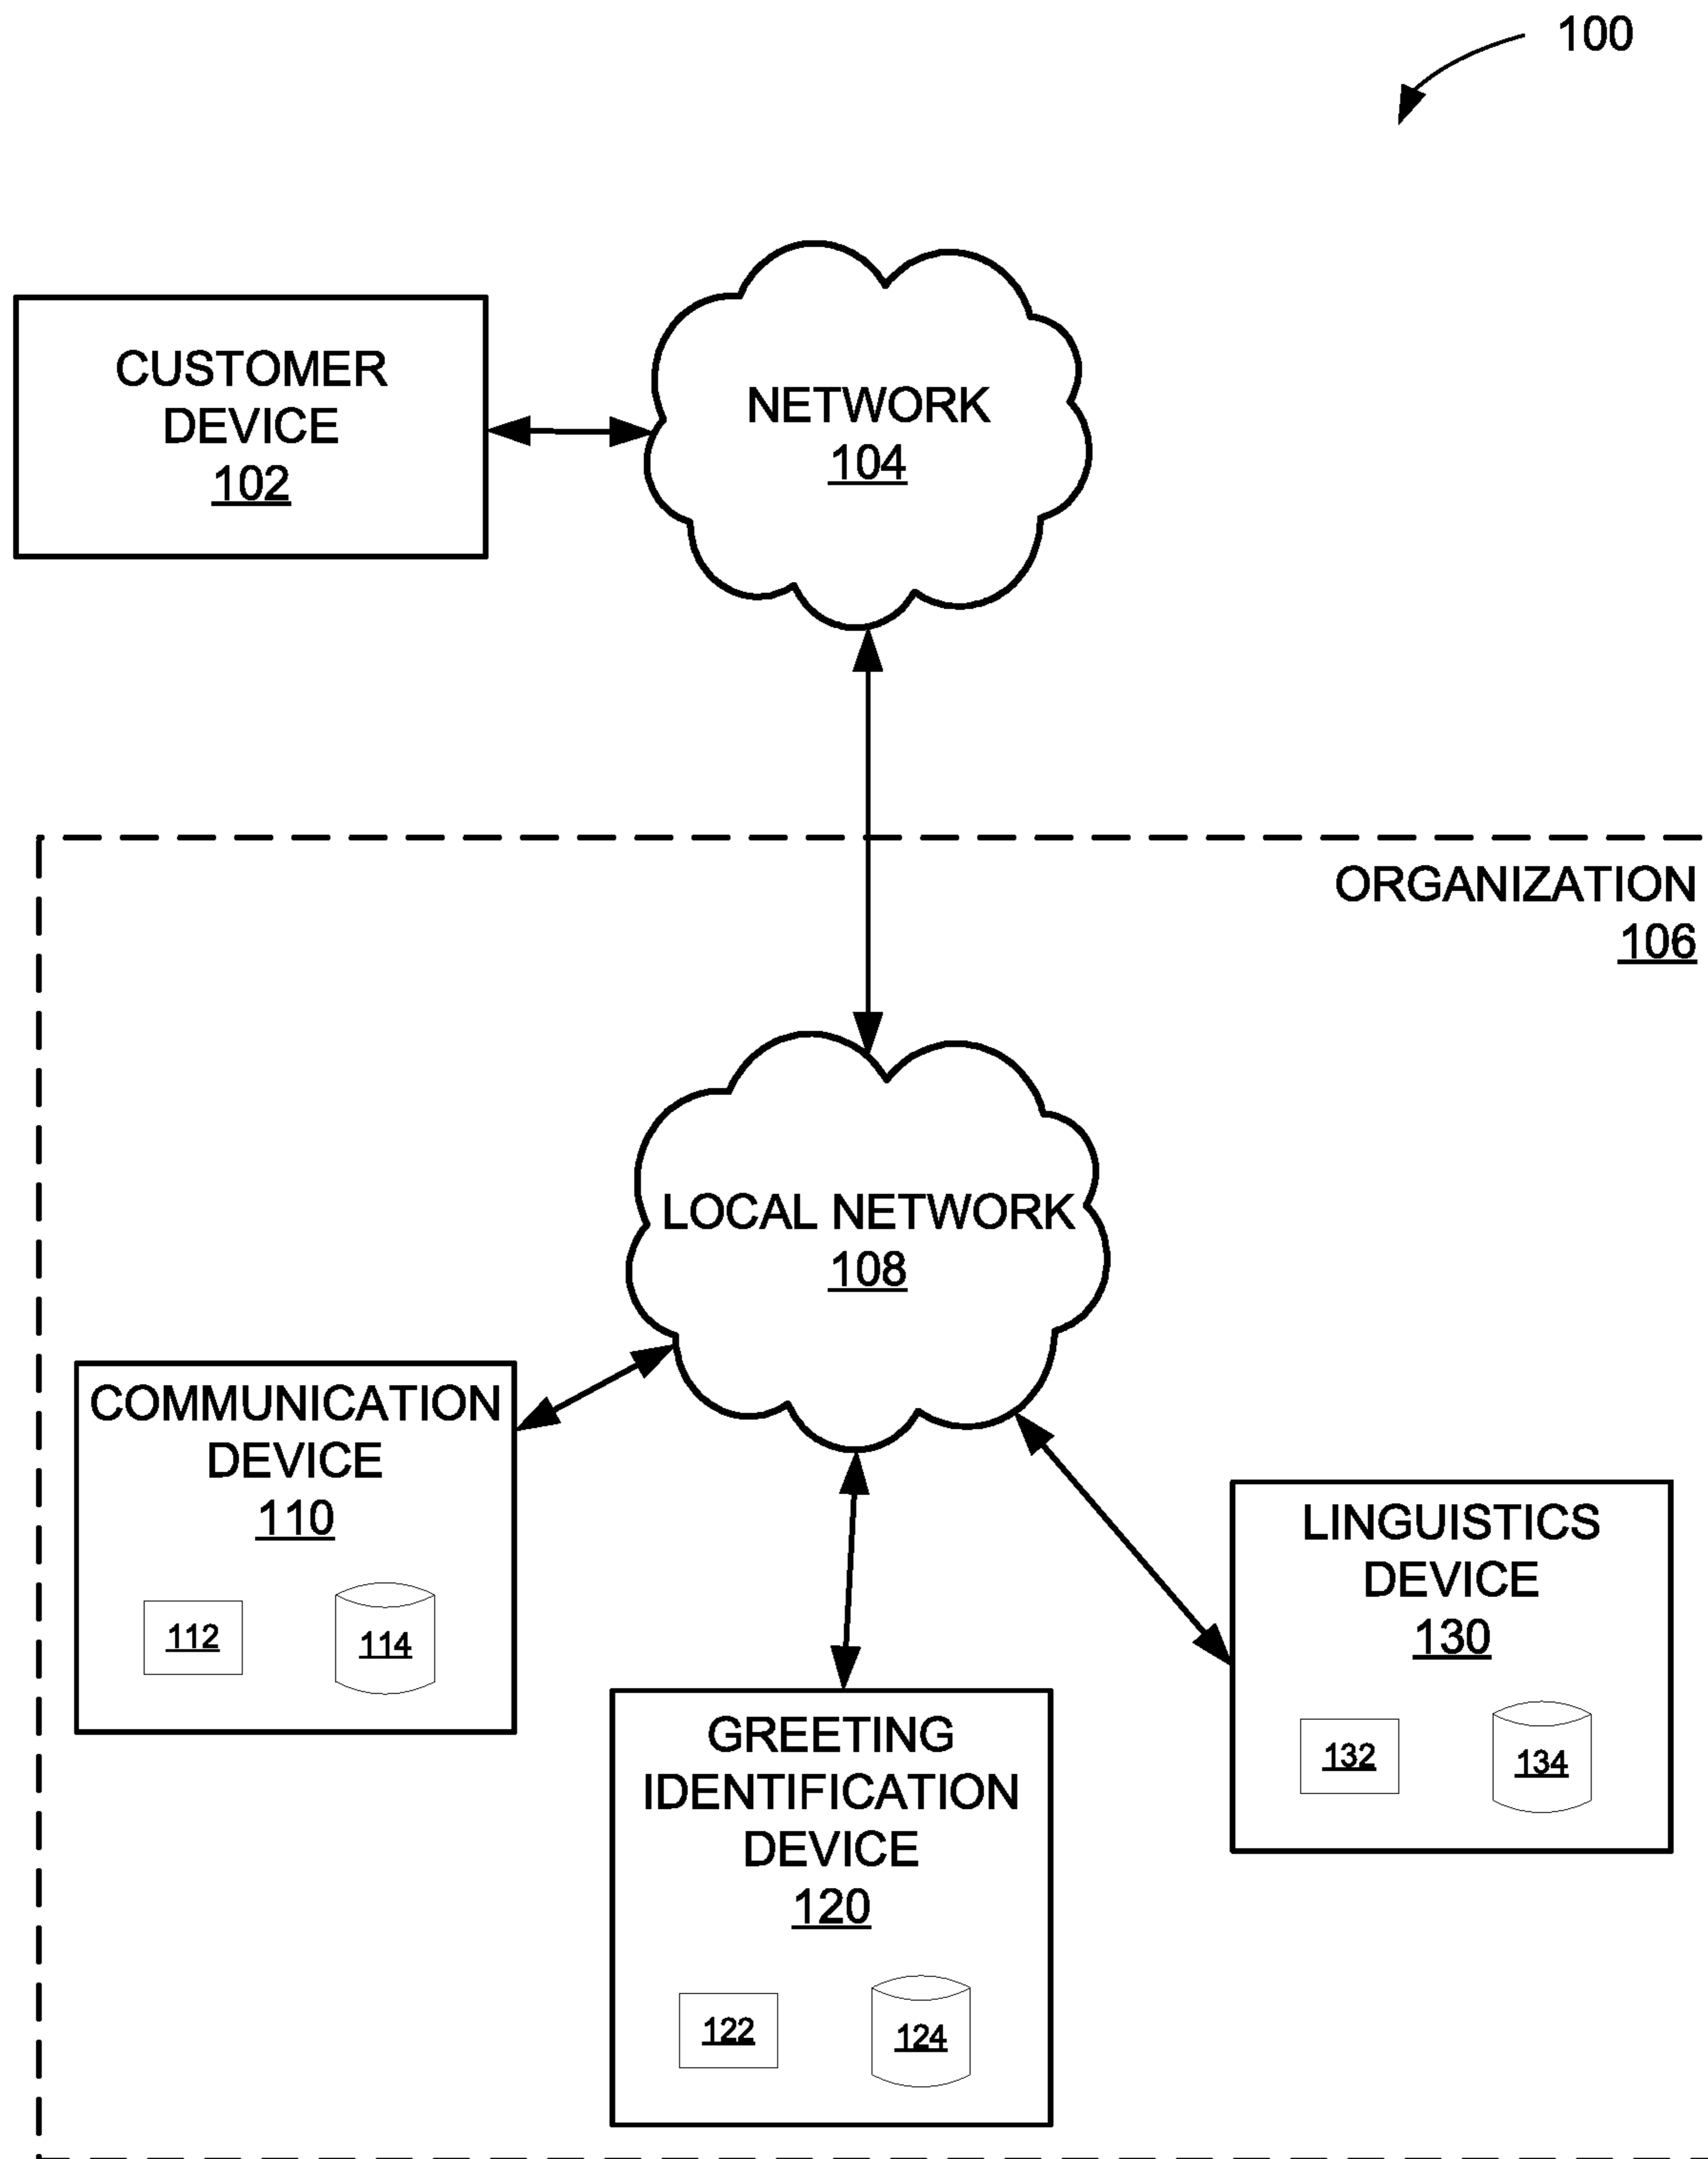 100
CUSTOMER
DEVICE
102
NETWORK
104
ORGANIZATION
106
LOCAL NETWORK
108
COMMUNICATION
DEVICE
110
112
114
LINGUISTICS
DEVICE
130
132
134
GREETING
IDENTIFICATION
DEVICE
120
122
124